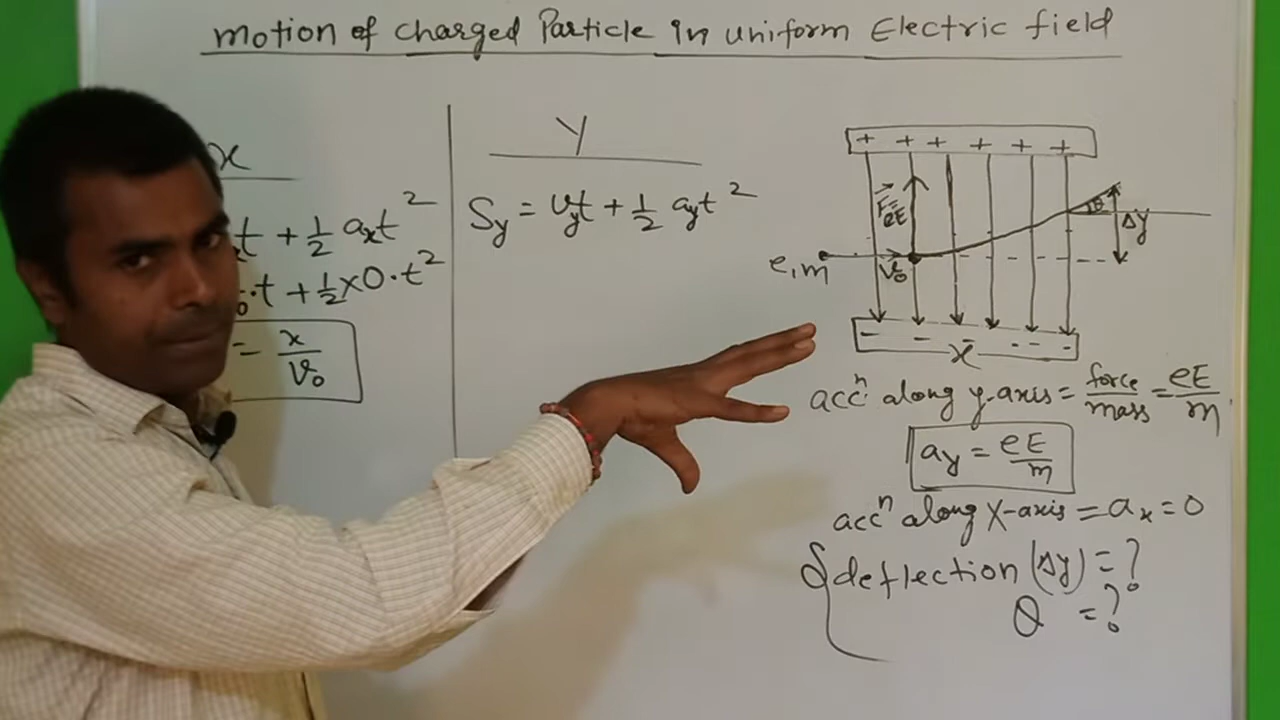 motion of charged Particle in uniform Electric field
x
t + 1/2 aₓt²
₀·t + 1/2 × 0·t²
= x/v₀
Y
Sy = vyt + 1/2 ayt²
+ + + + + +
F = eE
θ
Δy
e, m
v₀
- - - - - -
x
accⁿ along y-axis = force/mass = eE/m
ay = eE/m
accⁿ along X-axis = aₓ = 0
deflection (Δy) = ?
θ = ?